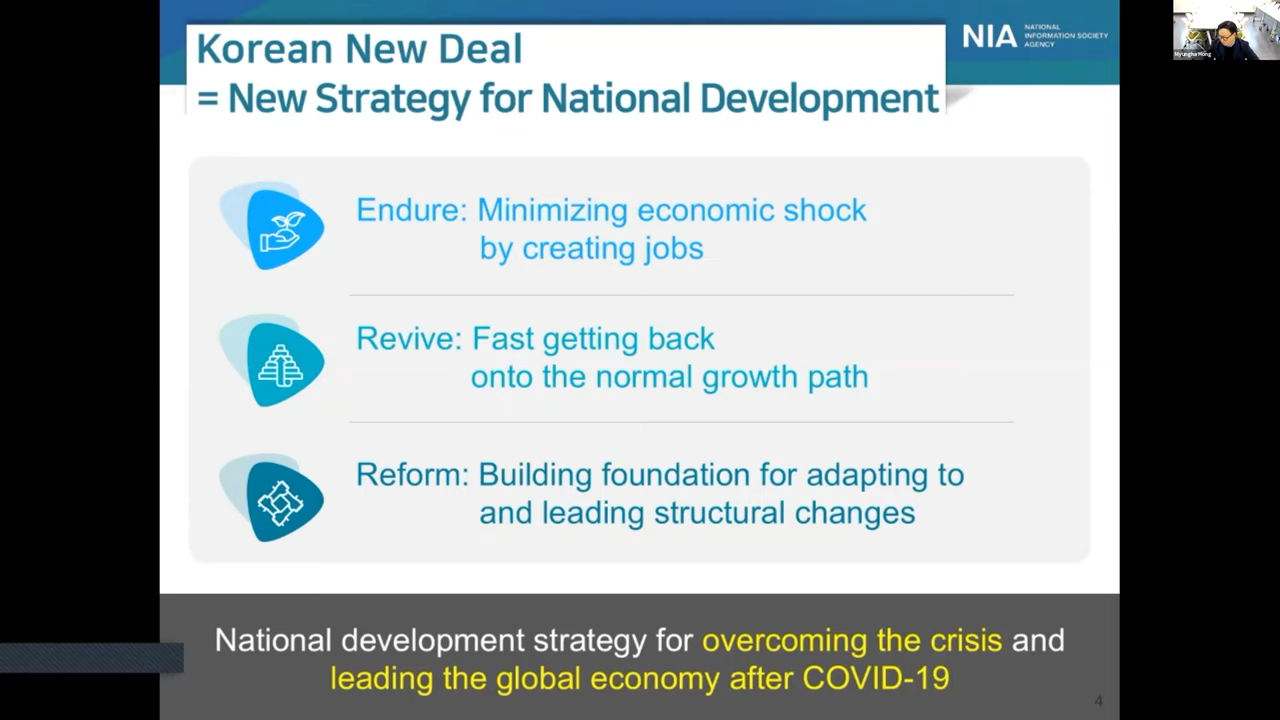 Korean New Deal
= New Strategy for National Development
NIA
NATIONAL
INFORMATION SOCIETY
AGENCY
Myungha Hong
Endure: Minimizing economic shock
by creating jobs
Revive: Fast getting back
onto the normal growth path
Reform: Building foundation for adapting to
and leading structural changes
National development strategy for overcoming the crisis and
leading the global economy after COVID-19
4